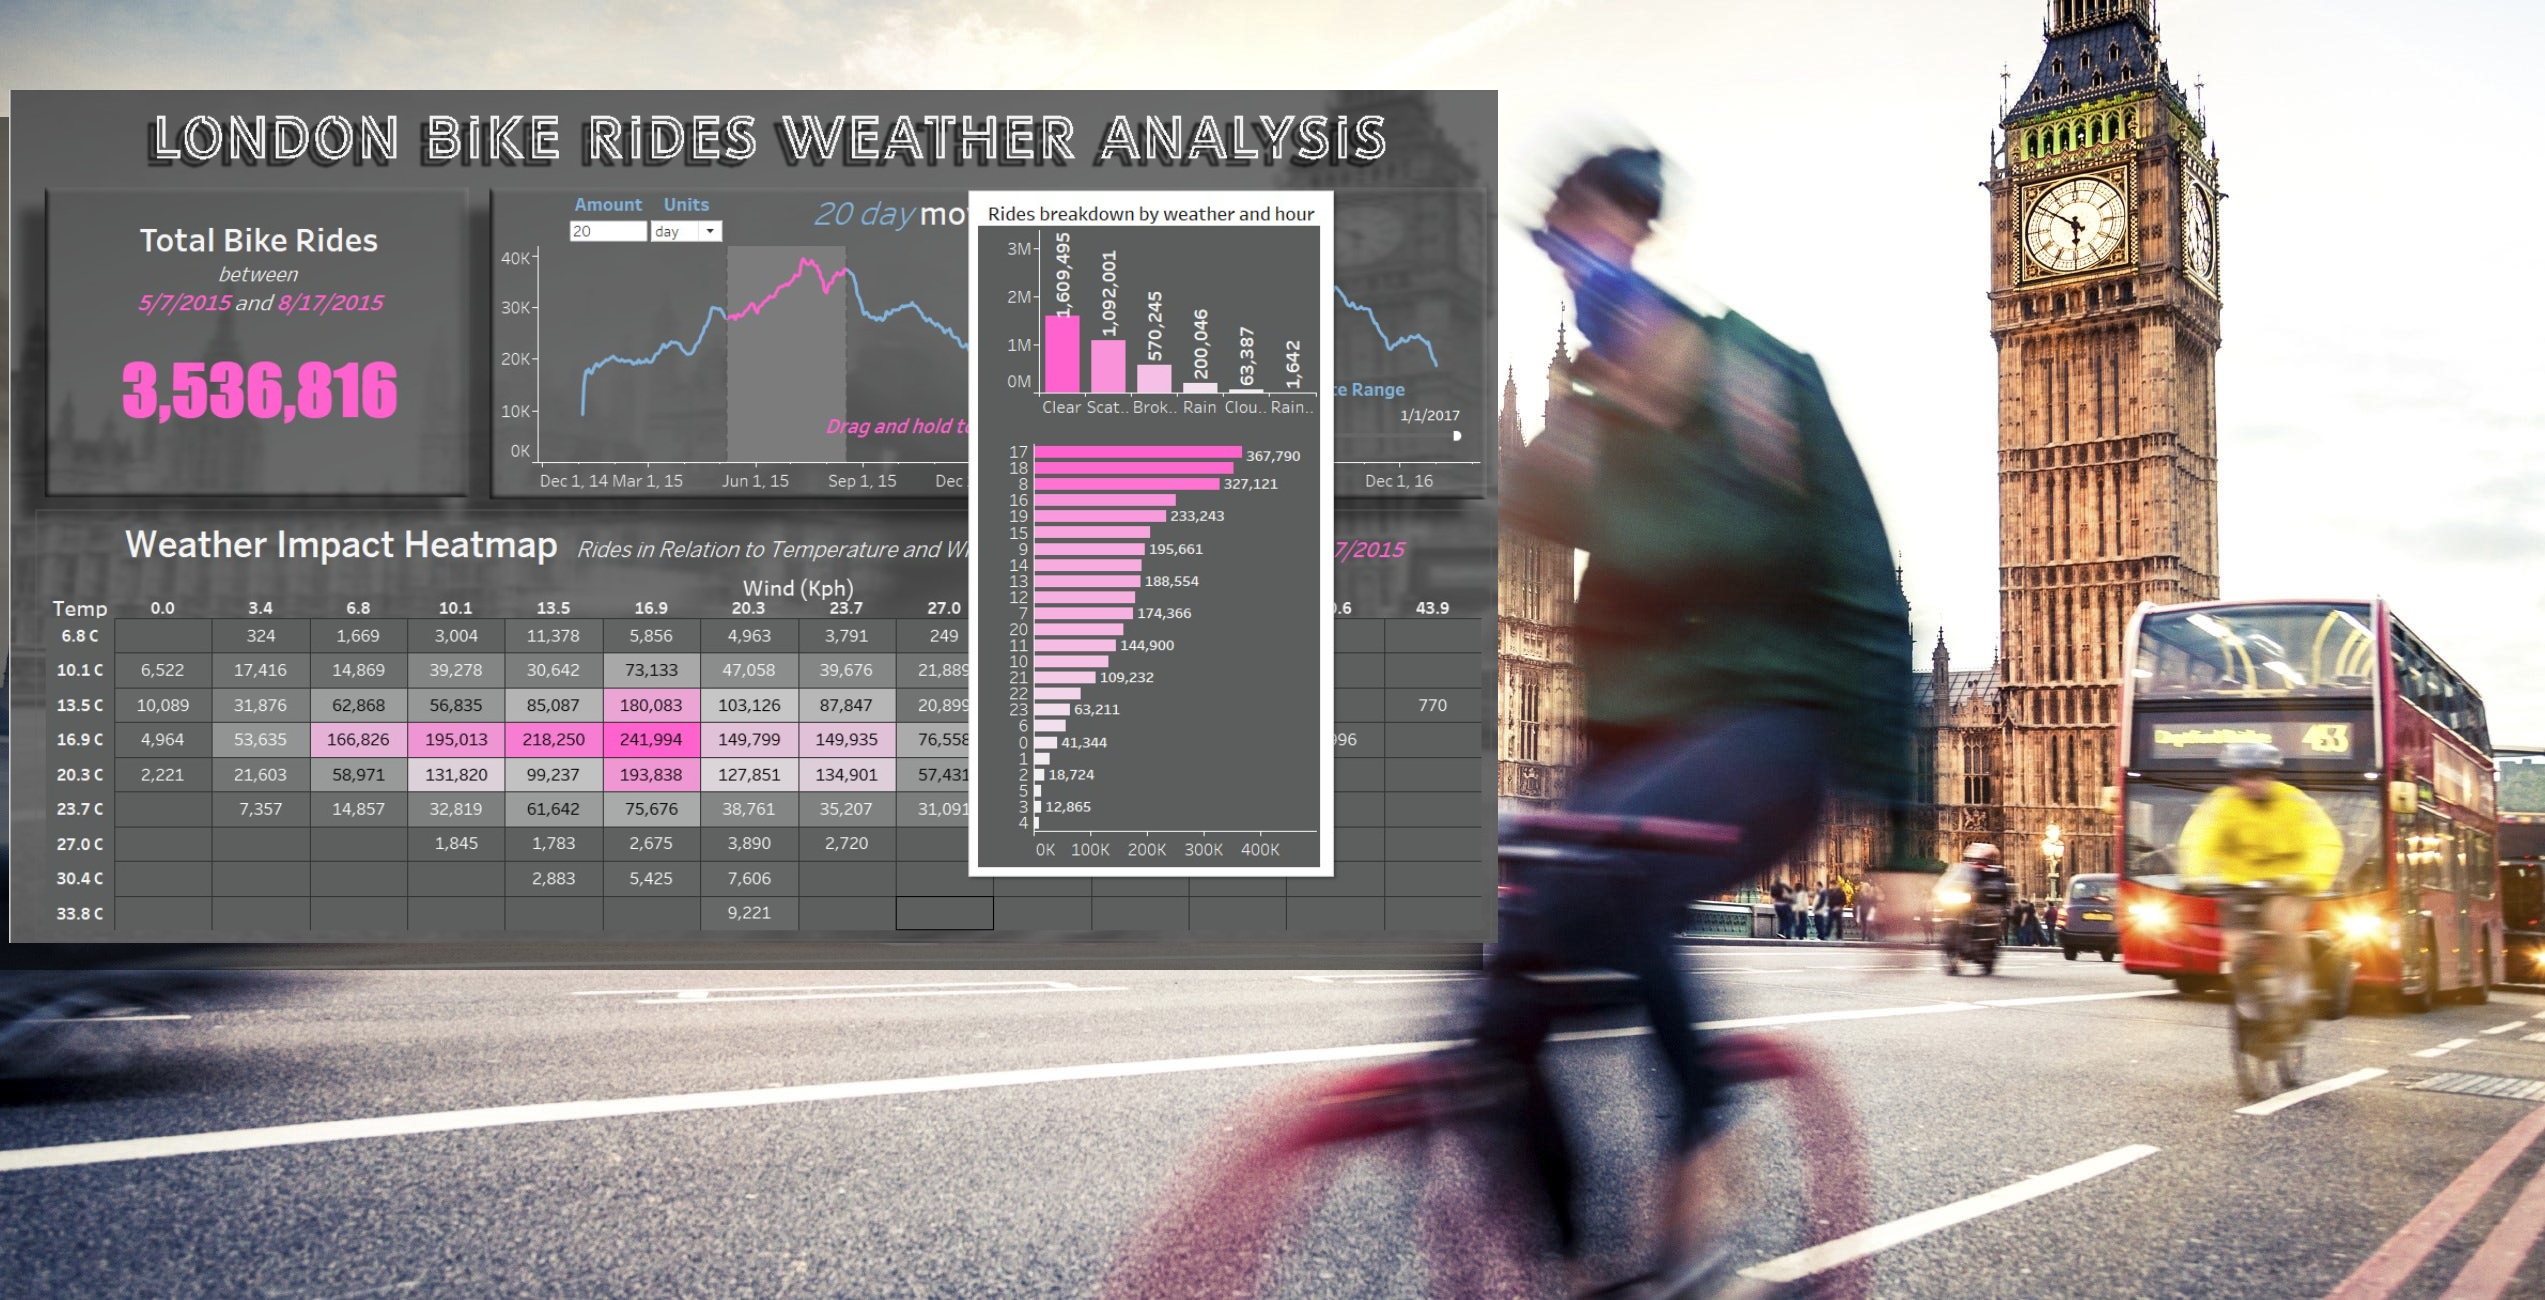 LONDON BiKE RiDES WEATHER ANALYSiS
Total Bike Rides
between
5/7/2015 and 8/17/2015
3,536,816
Amount Units
20 day
20 day mo
40K
30K
20K
10K
0K
Dec 1, 14 Mar 1, 15 Jun 1, 15 Sep 1, 15 Dec Dec 1, 16
Drag and hold to
e Range
1/1/2017
Rides breakdown by weather and hour
3M
2M
1M
0M
1,609,495 1,092,001 570,245 200,046 63,387 1,642
Clear Scat.. Brok.. Rain Clou.. Rain..
17 367,790
18
8 327,121
16
19 233,243
15
9 195,661
14
13 188,554
12
7 174,366
20
11 144,900
10
21 109,232
22
23 63,211
6
0 41,344
1
2 18,724
5
3 12,865
4
0K 100K 200K 300K 400K
Weather Impact Heatmap Rides in Relation to Temperature and Wi 7/2015
Wind (Kph)
Temp 0.0 3.4 6.8 10.1 13.5 16.9 20.3 23.7 27.0 0.6 43.9
6.8 C 324 1,669 3,004 11,378 5,856 4,963 3,791 249
10.1 C 6,522 17,416 14,869 39,278 30,642 73,133 47,058 39,676 21,889
13.5 C 10,089 31,876 62,868 56,835 85,087 180,083 103,126 87,847 20,899 770
16.9 C 4,964 53,635 166,826 195,013 218,250 241,994 149,799 149,935 76,558 996
20.3 C 2,221 21,603 58,971 131,820 99,237 193,838 127,851 134,901 57,431
23.7 C 7,357 14,857 32,819 61,642 75,676 38,761 35,207 31,091
27.0 C 1,845 1,783 2,675 3,890 2,720
30.4 C 2,883 5,425 7,606
33.8 C 9,221
453